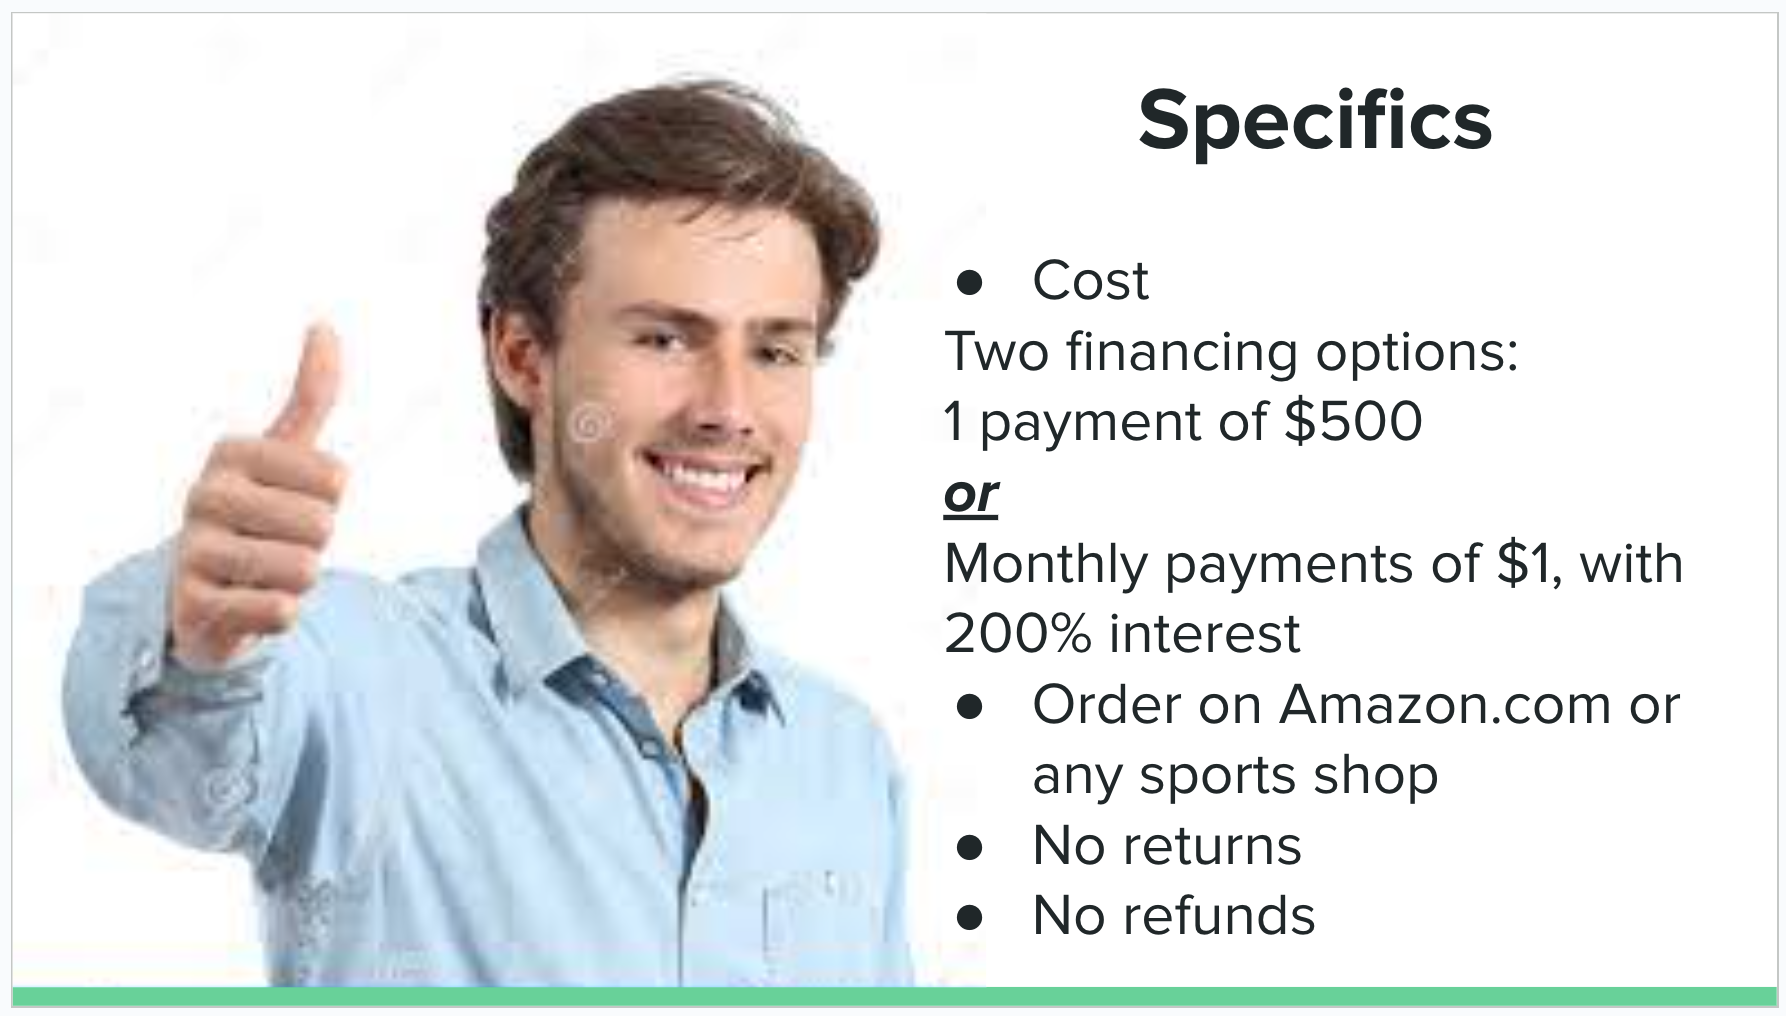 Specifics
● Cost
Two financing options:
1 payment of $500
or
Monthly payments of $1, with
200% interest
● Order on Amazon.com or
any sports shop
● No returns
● No refunds